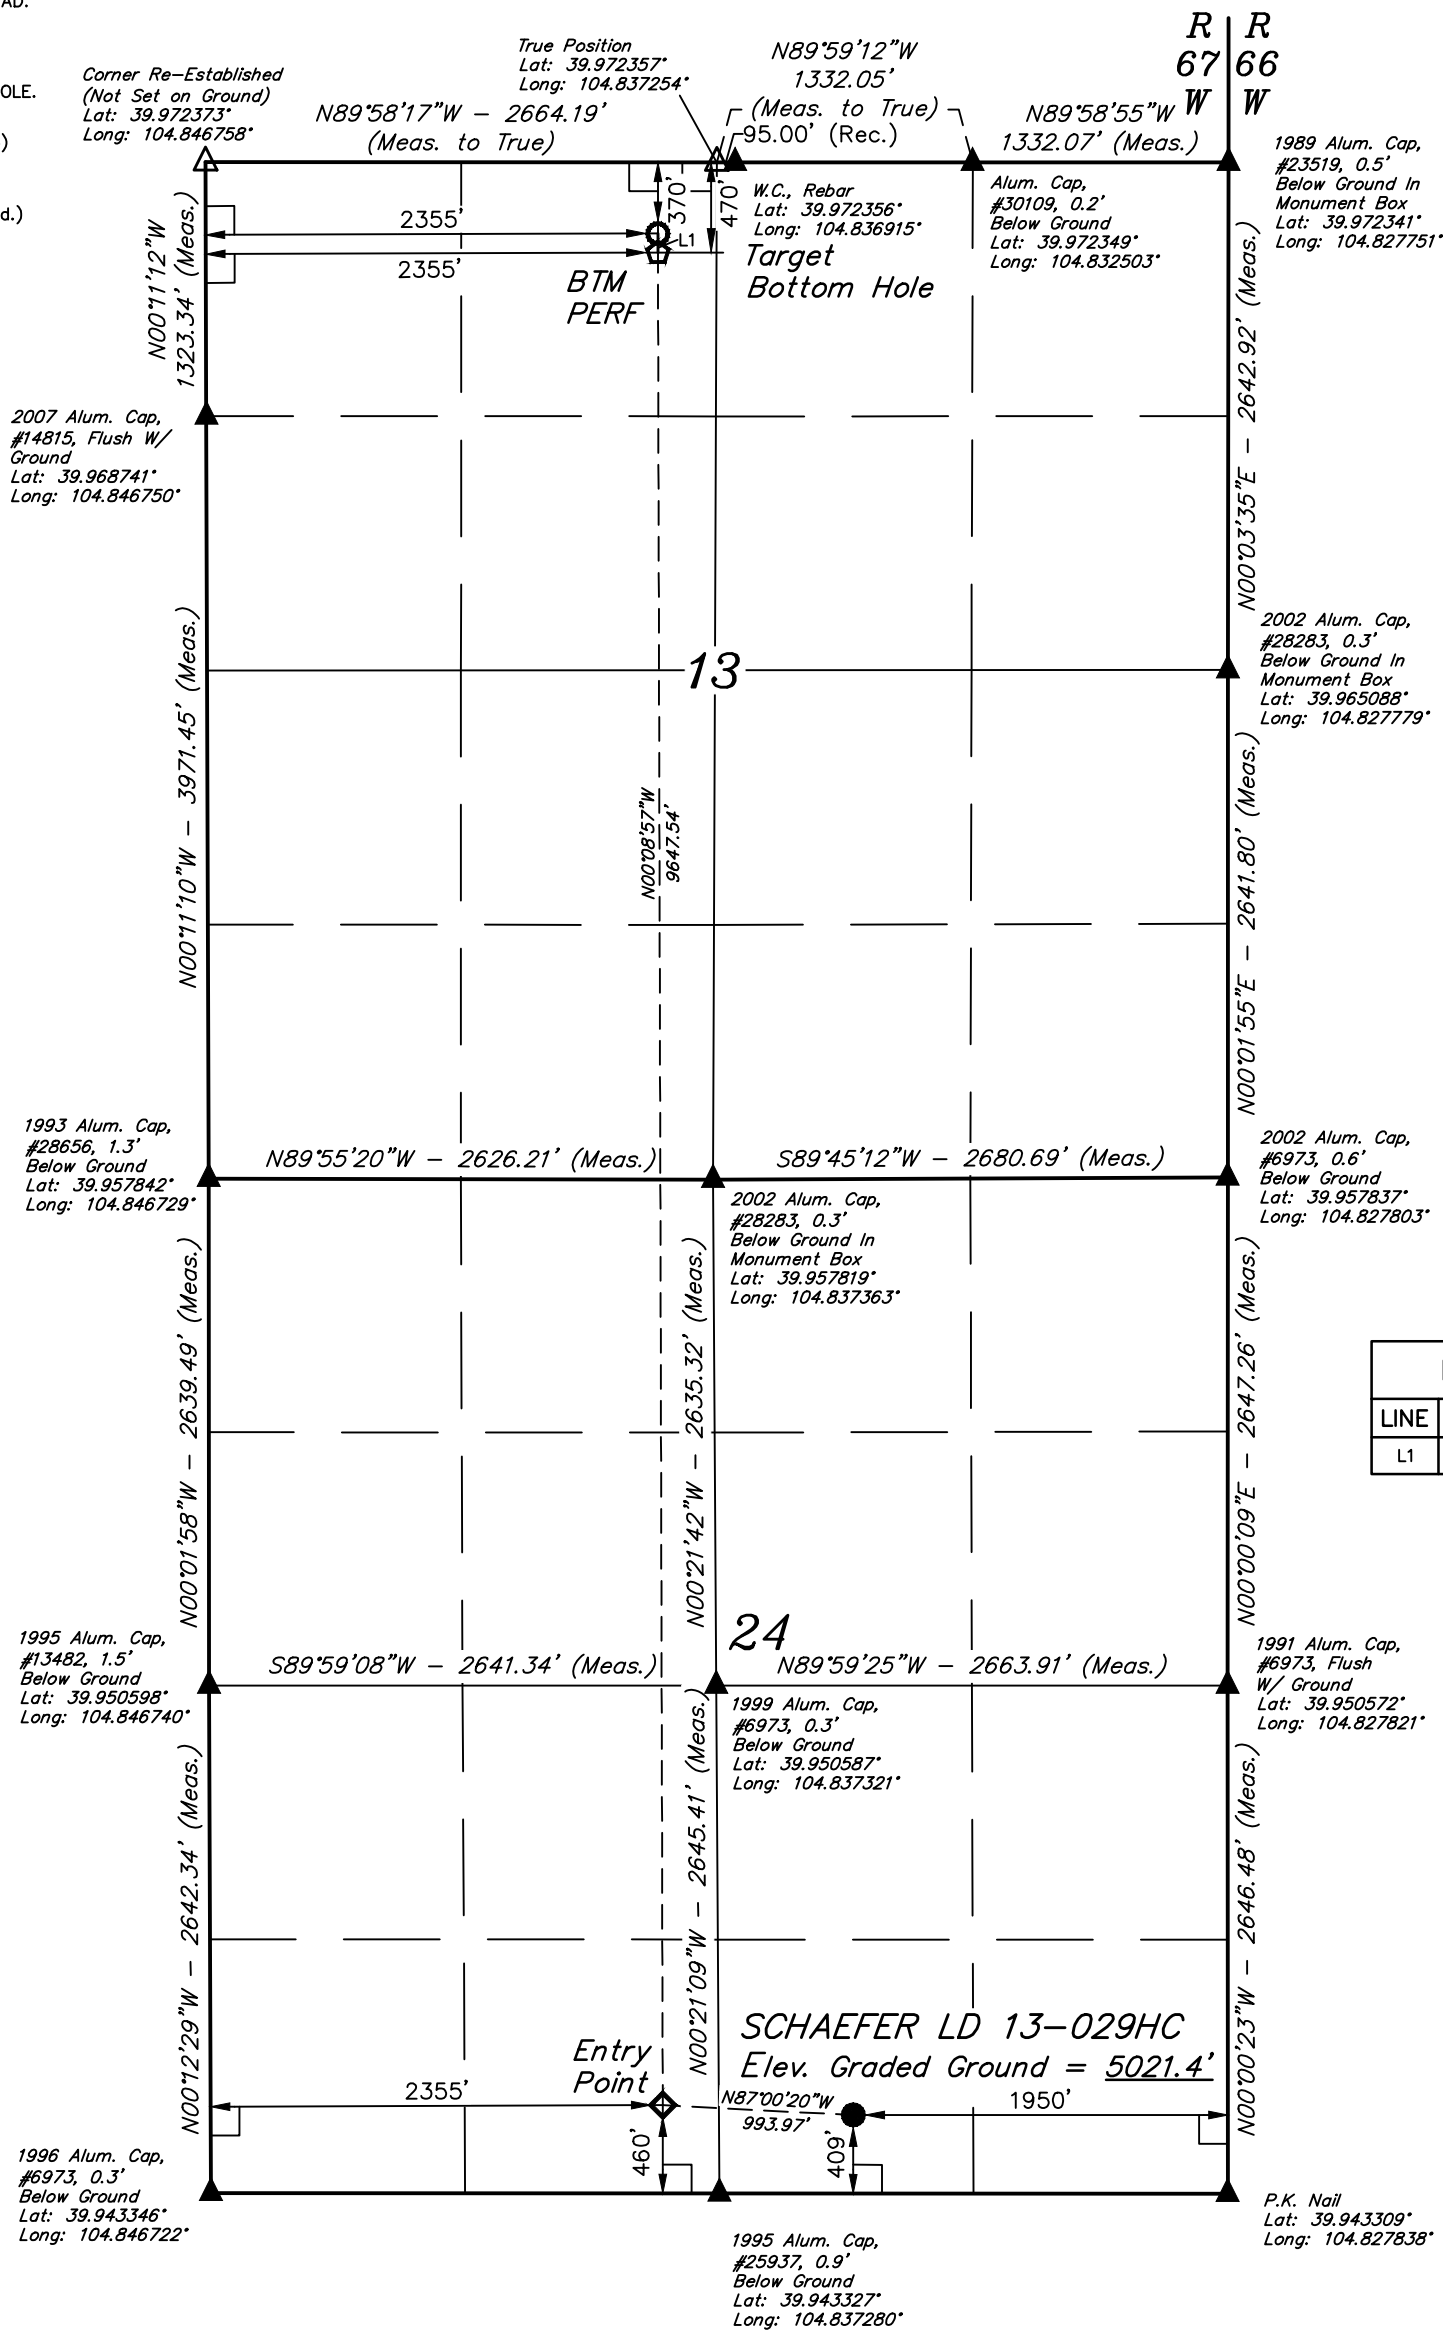 AD.
OLE.
)
d.)
R R
67 66
W W
Corner Re-Established
(Not Set on Ground)
Lat: 39.972373°
Long: 104.846758°
True Position
Lat: 39.972357°
Long: 104.837254°
N89°58'17"W - 2664.19'
(Meas. to True)
N89°59'12"W
1332.05'
(Meas. to True)
95.00' (Rec.)
N89°58'55"W
1332.07' (Meas.)
1989 Alum. Cap,
#23519, 0.5'
Below Ground In
Monument Box
Lat: 39.972341°
Long: 104.827751°
W.C., Rebar
Lat: 39.972356°
Long: 104.836915°
Alum. Cap,
#30109, 0.2'
Below Ground
Lat: 39.972349°
Long: 104.832503°
370'
470'
2355'
2355'
L1
BTM
PERF
Target
Bottom Hole
N00°11'12"W
1323.34' (Meas.)
N00°03'35"E - 2642.92' (Meas.)
2007 Alum. Cap,
#14815, Flush W/
Ground
Lat: 39.968741°
Long: 104.846750°
2002 Alum. Cap,
#28283, 0.3'
Below Ground In
Monument Box
Lat: 39.965088°
Long: 104.827779°
13
N00°11'10"W - 3971.45' (Meas.)
N00°08'57"W
9647.54'
N00°01'55"E - 2641.80' (Meas.)
1993 Alum. Cap,
#28656, 1.3'
Below Ground
Lat: 39.957842°
Long: 104.846729°
N89°55'20"W - 2626.21' (Meas.)
S89°45'12"W - 2680.69' (Meas.)
2002 Alum. Cap,
#6973, 0.6'
Below Ground
Lat: 39.957837°
Long: 104.827803°
2002 Alum. Cap,
#28283, 0.3'
Below Ground In
Monument Box
Lat: 39.957819°
Long: 104.837363°
N00°01'58"W - 2639.49' (Meas.)
N00°21'42"W - 2635.32' (Meas.)
N00°00'09"E - 2647.26' (Meas.)
LINE
L1
24
1995 Alum. Cap,
#13482, 1.5'
Below Ground
Lat: 39.950598°
Long: 104.846740°
S89°59'08"W - 2641.34' (Meas.)
N89°59'25"W - 2663.91' (Meas.)
1991 Alum. Cap,
#6973, Flush
W/ Ground
Lat: 39.950572°
Long: 104.827821°
1999 Alum. Cap,
#6973, 0.3'
Below Ground
Lat: 39.950587°
Long: 104.837321°
N00°12'29"W - 2642.34' (Meas.)
N00°21'09"W - 2645.41' (Meas.)
N00°00'23"W - 2646.48' (Meas.)
SCHAEFER LD 13-029HC
Elev. Graded Ground = 5021.4'
Entry
Point
2355'
N87°00'20"W
993.97'
1950'
460'
409'
1996 Alum. Cap,
#6973, 0.3'
Below Ground
Lat: 39.943346°
Long: 104.846722°
P.K. Nail
Lat: 39.943309°
Long: 104.827838°
1995 Alum. Cap,
#25937, 0.9'
Below Ground
Lat: 39.943327°
Long: 104.837280°